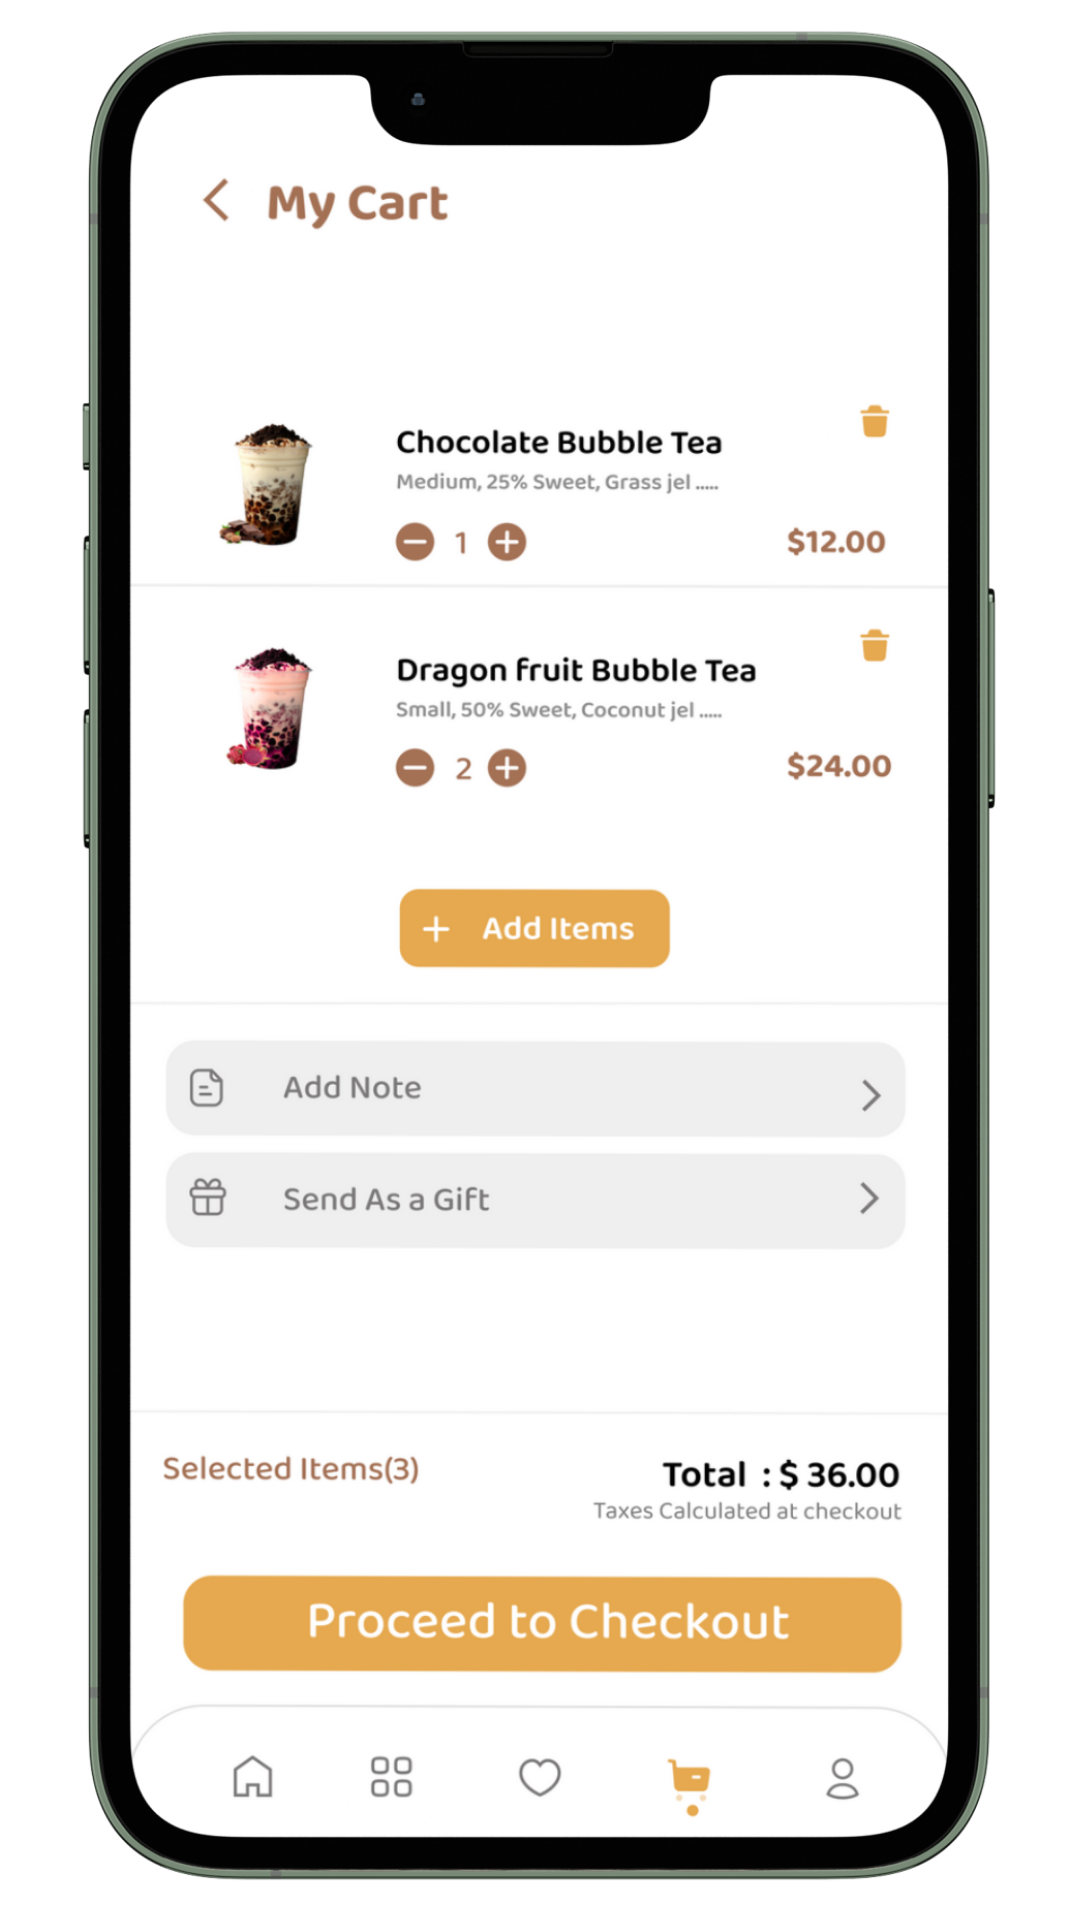 My Cart
Chocolate Bubble Tea
Medium, 25% Sweet, Grass jel .....
1
$12.00
Dragon fruit Bubble Tea
Small, 50% Sweet, Coconut jel .....
2
$24.00
Add Items
Add Note
Send As a Gift
Selected Items(3)
Total : $ 36.00
Taxes Calculated at checkout
Proceed to Checkout